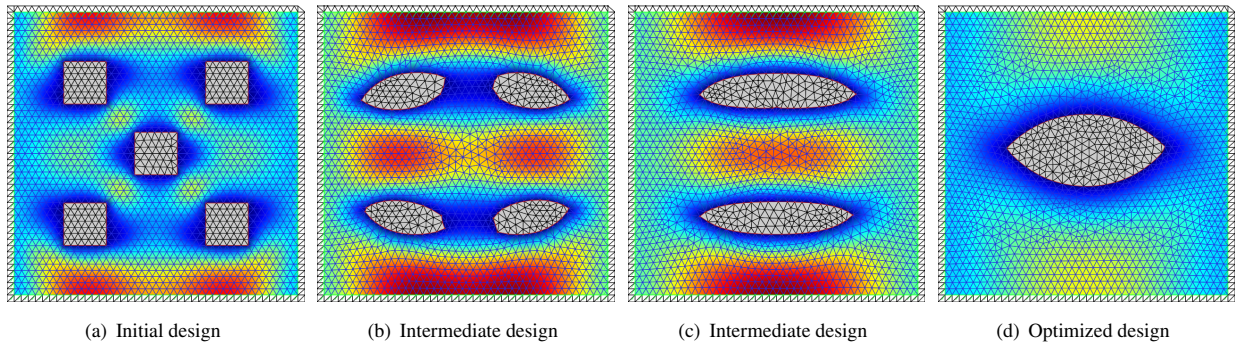 (a) Initial design
(b) Intermediate design
(c) Intermediate design
(d) Optimized design